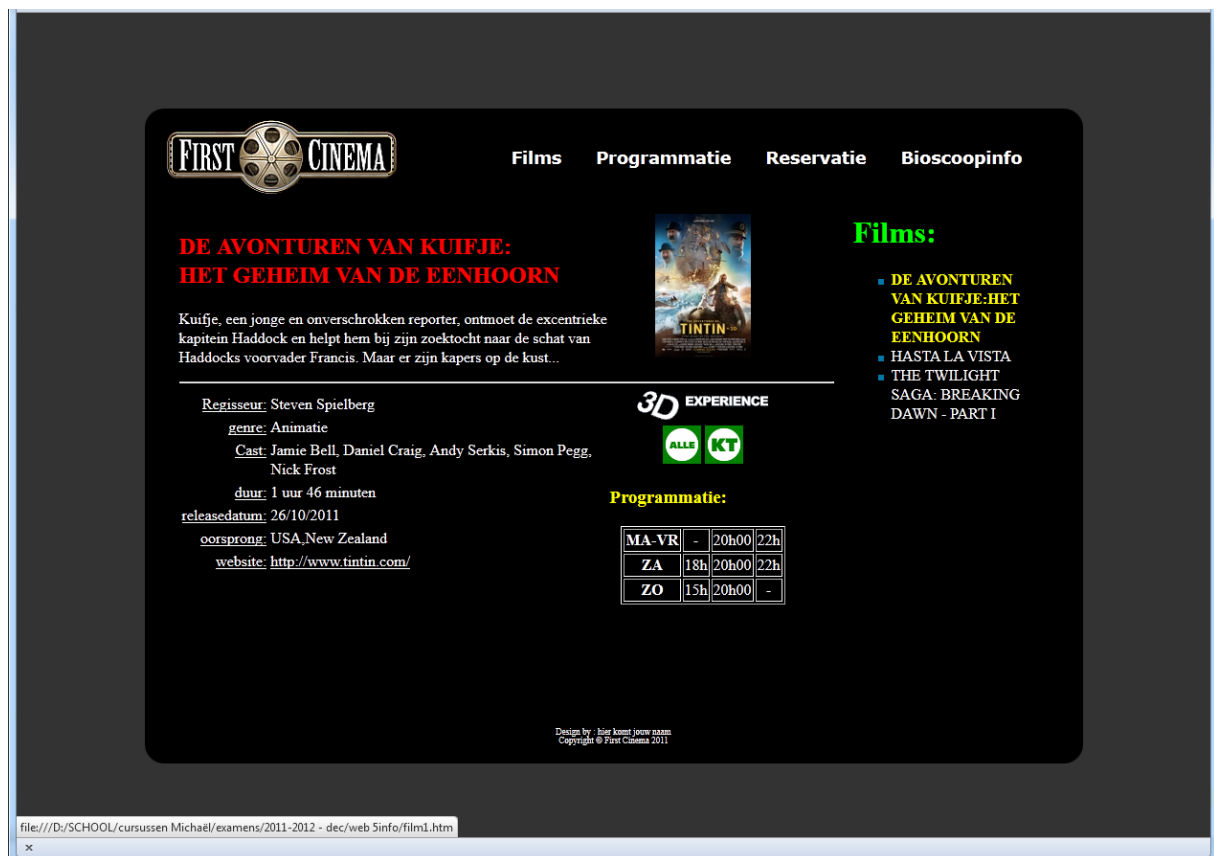 FIRST CINEMA
Films Programmatie Reservatie Bioscoopinfo
DE AVONTUREN VAN KUIFJE:
HET GEHEIM VAN DE EENHOORN
Kuifje, een jonge en onverschrokken reporter, ontmoet de excentrieke
kapitein Haddock en helpt hem bij zijn zoektocht naar de schat van
Haddocks voorvader Francis. Maar er zijn kapers op de kust...
TINTIN
Regisseur: Steven Spielberg
genre: Animatie
Cast: Jamie Bell, Daniel Craig, Andy Serkis, Simon Pegg,
Nick Frost
duur: 1 uur 46 minuten
releasedatum: 26/10/2011
oorsprong: USA,New Zealand
website: http://www.tintin.com/
3D EXPERIENCE
ALLE KT
Programmatie:
MA-VR - 20h00 22h
ZA 18h 20h00 22h
ZO 15h 20h00 -
Films:
DE AVONTUREN
VAN KUIFJE:HET
GEHEIM VAN DE
EENHOORN
HASTA LA VISTA
THE TWILIGHT
SAGA: BREAKING
DAWN - PART I
Design by : hier komt jouw naam
Copyright © First Cinema 2011
file:///D:/SCHOOL/cursussen Michaël/examens/2011-2012 - dec/web 5info/film1.htm